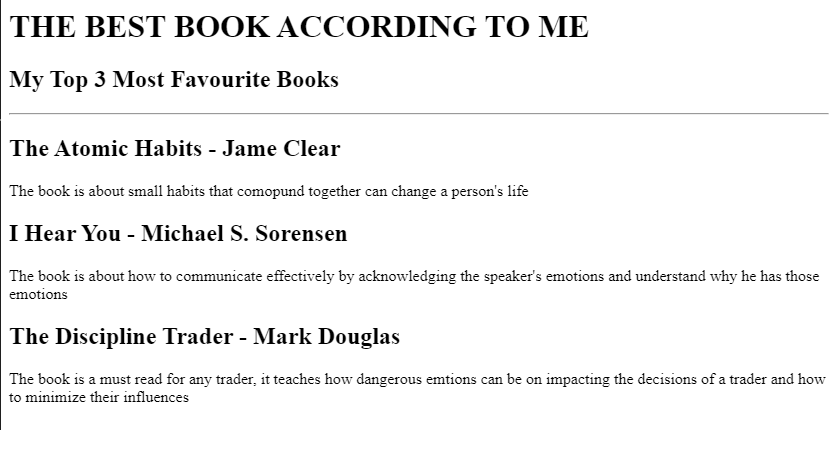 THE BEST BOOK ACCORDING TO ME
My Top 3 Most Favourite Books
The Atomic Habits - Jame Clear
The book is about small habits that comopund together can change a person's life
I Hear You - Michael S. Sorensen
The book is about how to communicate effectively by acknowledging the speaker's emotions and understand why he has those
emotions
The Discipline Trader - Mark Douglas
The book is a must read for any trader, it teaches how dangerous emtions can be on impacting the decisions of a trader and how
to minimize their influences